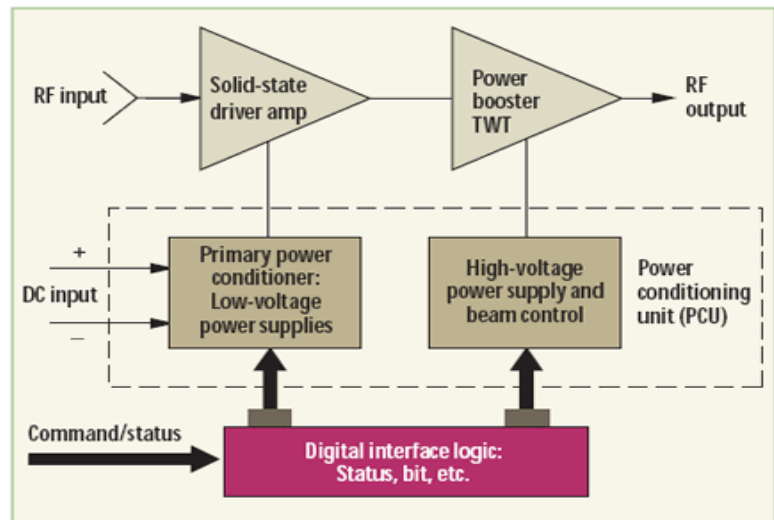 RF input
Solid-state
driver amp
Power
booster
TWT
RF
output
+
DC input
–
Primary power
conditioner:
Low-voltage
power supplies
High-voltage
power supply and
beam control
Power
conditioning
unit (PCU)
Command/status
Digital interface logic:
Status, bit, etc.